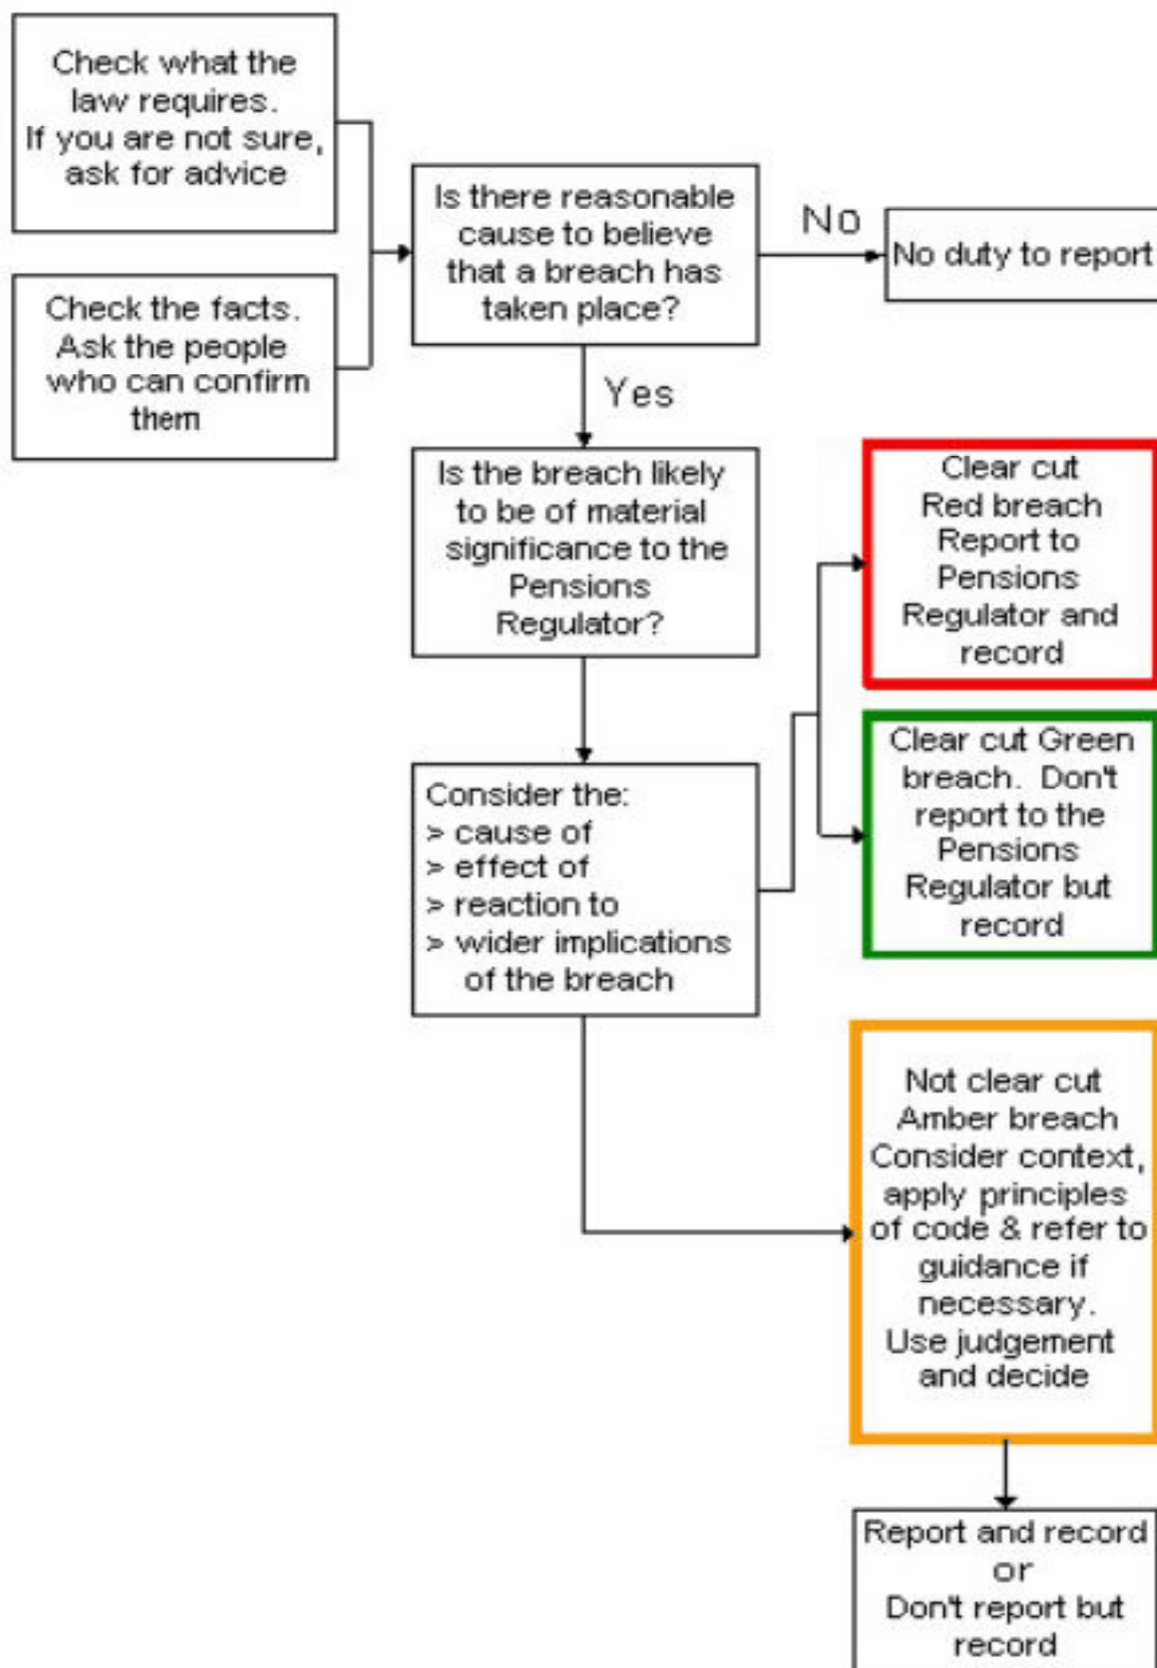 Check what the
law requires.
If you are not sure,
ask for advice
Check the facts.
Ask the people
who can confirm
them
Is there reasonable
cause to believe
that a breach has
taken place?
No
No duty to report
Yes
Is the breach likely
to be of material
significance to the
Pensions
Regulator?
Clear cut
Red breach
Report to
Pensions
Regulator and
record
Clear cut Green
breach. Don't
report to the
Pensions
Regulator but
record
Consider the:
> cause of
> effect of
> reaction to
> wider implications
of the breach
Not clear cut
Amber breach
Consider context,
apply principles
of code & refer to
guidance if
necessary.
Use judgement
and decide
Report and record
or
Don't report but
record